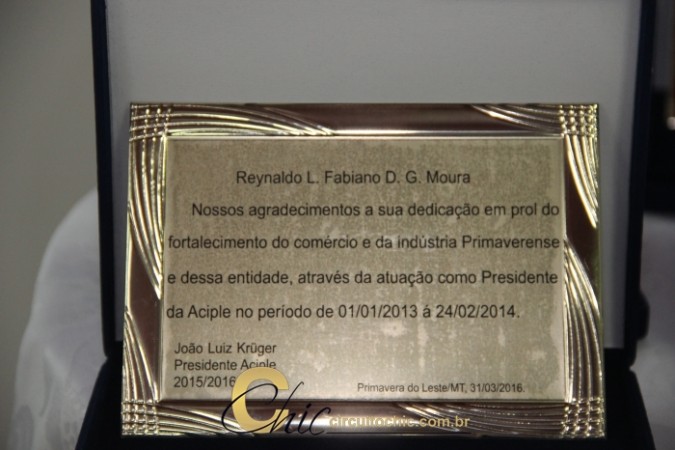 Reynaldo L. Fabiano D. G. Moura
Nossos agradecimentos a sua dedicação em prol do
fortalecimento do comércio e da indústria Primaverense
e dessa entidade, através da atuação como Presidente
da Aciple no período de 01/01/2013 á 24/02/2014.
João Luiz Krüger
Presidente Aciple
2015/2016
Primavera do Leste/MT, 31/03/2016.
Chic
circuitochic.com.br